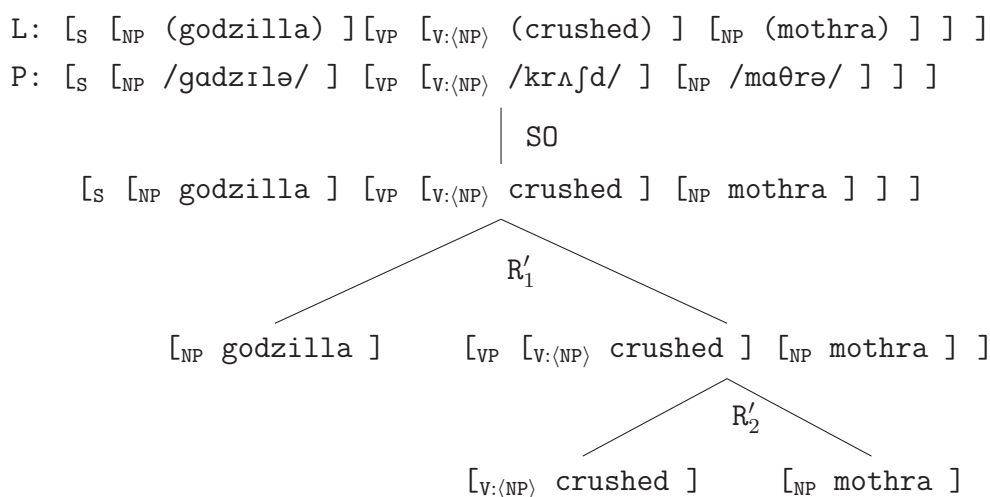 L: [S [NP (godzilla) ][VP [V:⟨NP⟩ (crushed) ] [NP (mothra) ] ] ]
P: [S [NP /gɑdzɪlə/ ] [VP [V:⟨NP⟩ /krʌʃd/ ] [NP /mɑθrə/ ] ] ]
SO
[S [NP godzilla ] [VP [V:⟨NP⟩ crushed ] [NP mothra ] ] ]
R′1
[NP godzilla ] [VP [V:⟨NP⟩ crushed ] [NP mothra ] ]
R′2
[V:⟨NP⟩ crushed ] [NP mothra ]